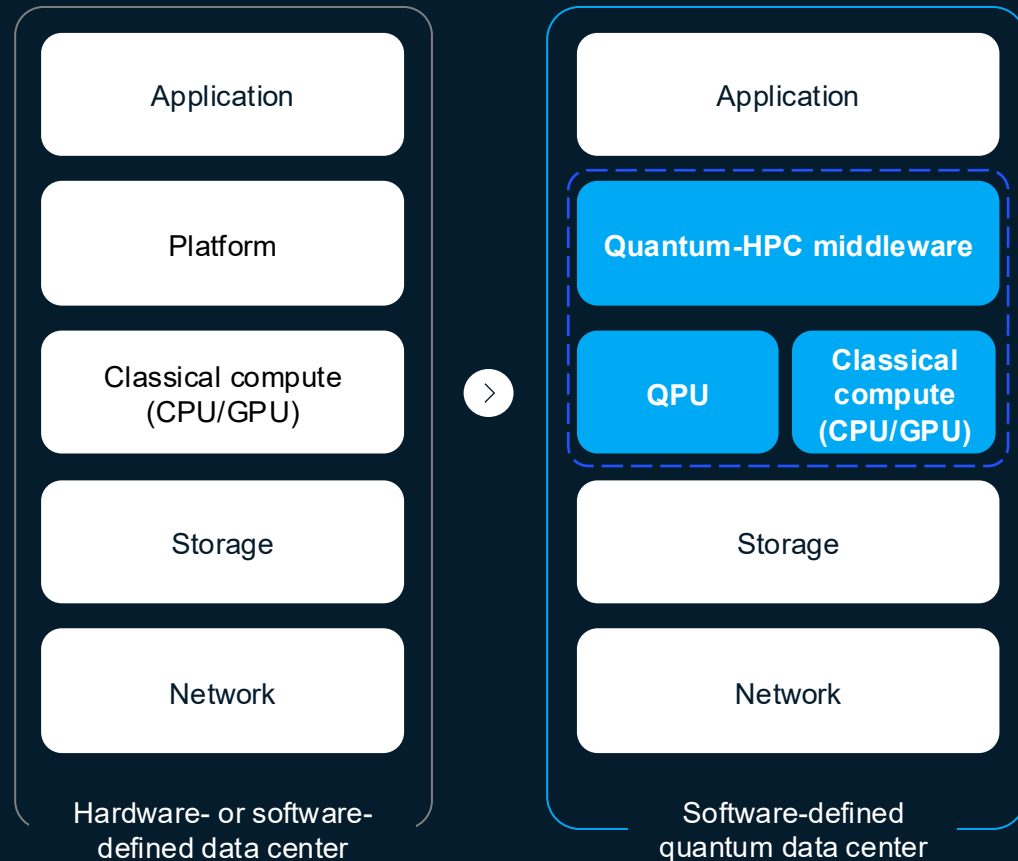 Application
Platform
Classical compute
(CPU/GPU)
Storage
Network
Hardware- or software-
defined data center
Application
Quantum-HPC middleware
QPU
Classical
compute
(CPU/GPU)
Storage
Network
Software-defined
quantum data center